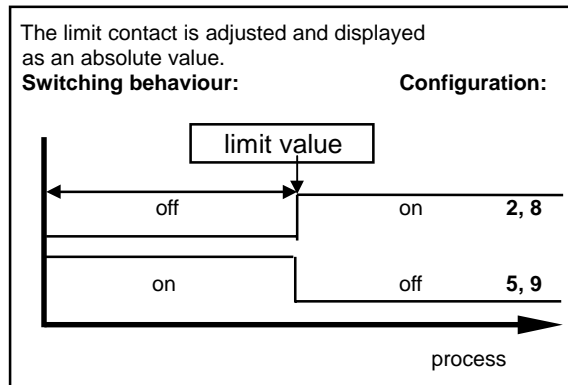 The limit contact is adjusted and displayed
as an absolute value.
Switching behaviour: Configuration:
limit value
off on 2, 8
on off 5, 9
process